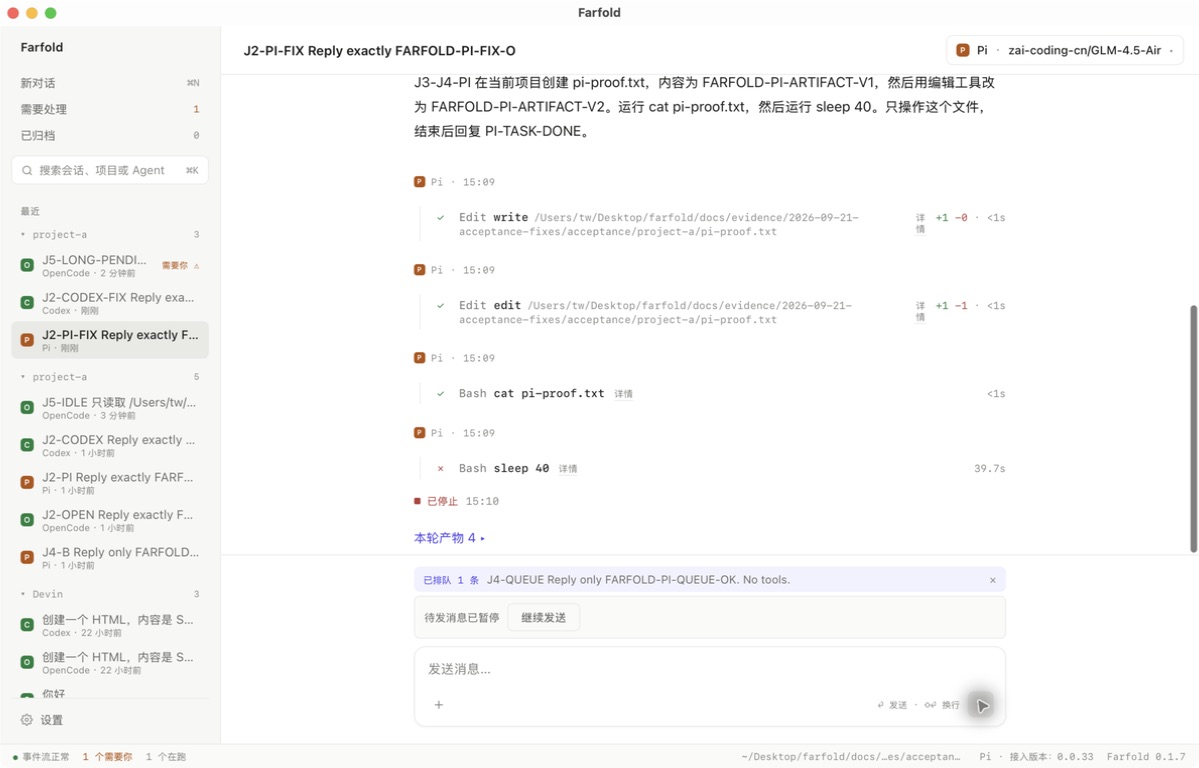 Farfold
Farfold
新对话 ⌘N
需要处理 1
已归档 0
搜索会话、项目或 Agent ⌘K
最近
project-a 3
O J5-LONG-PENDI... 需要你 ⚠
OpenCode · 2 分钟前
C J2-CODEX-FIX Reply exa...
Codex · 刚刚
P J2-PI-FIX Reply exactly F...
Pi · 刚刚
project-a 5
O J5-IDLE 只读取 /Users/tw/...
OpenCode · 3 分钟前
C J2-CODEX Reply exactly ...
Codex · 1 小时前
P J2-PI Reply exactly FARF...
Pi · 1 小时前
O J2-OPEN Reply exactly F...
OpenCode · 1 小时前
P J4-B Reply only FARFOLD...
Pi · 1 小时前
Devin 3
C 创建一个 HTML，内容是 S...
Codex · 22 小时前
O 创建一个 HTML，内容是 S...
OpenCode · 22 小时前
你好
设置
J2-PI-FIX Reply exactly FARFOLD-PI-FIX-O
P Pi · zai-coding-cn/GLM-4.5-Air
J3-J4-PI 在当前项目创建 pi-proof.txt，内容为 FARFOLD-PI-ARTIFACT-V1，然后用编辑工具改
为 FARFOLD-PI-ARTIFACT-V2。运行 cat pi-proof.txt，然后运行 sleep 40。只操作这个文件，
结束后回复 PI-TASK-DONE。
P Pi · 15:09
✓ Edit write /Users/tw/Desktop/farfold/docs/evidence/2026-09-21-
acceptance-fixes/acceptance/project-a/pi-proof.txt
详情 +1 −0 · <1s
P Pi · 15:09
✓ Edit edit /Users/tw/Desktop/farfold/docs/evidence/2026-09-21-
acceptance-fixes/acceptance/project-a/pi-proof.txt
详情 +1 −1 · <1s
P Pi · 15:09
✓ Bash cat pi-proof.txt 详情 <1s
P Pi · 15:09
× Bash sleep 40 详情 39.7s
已停止 15:10
本轮产物 4 ▸
已排队 1 条 J4-QUEUE Reply only FARFOLD-PI-QUEUE-OK. No tools. ×
待发消息已暂停 继续发送
发送消息...
+ ↵ 发送 · ⇧↵ 换行
事件流正常 1 个需要你 1 个在跑 ~/Desktop/farfold/docs/…es/acceptan… Pi · 接入版本: 0.0.33 Farfold 0.1.7